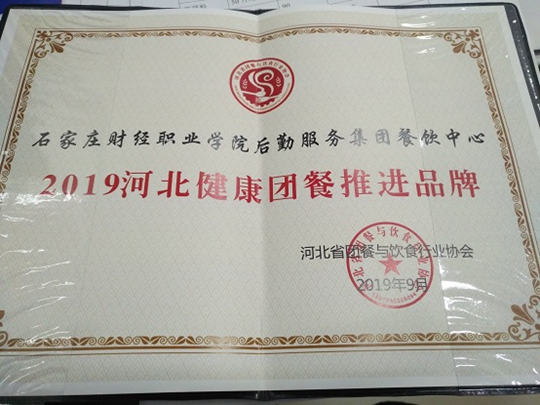 石家庄财经职业学院后勤服务集团餐饮中心
2019河北健康团餐推进品牌
河北省团餐与饮食行业协会
2019年9月